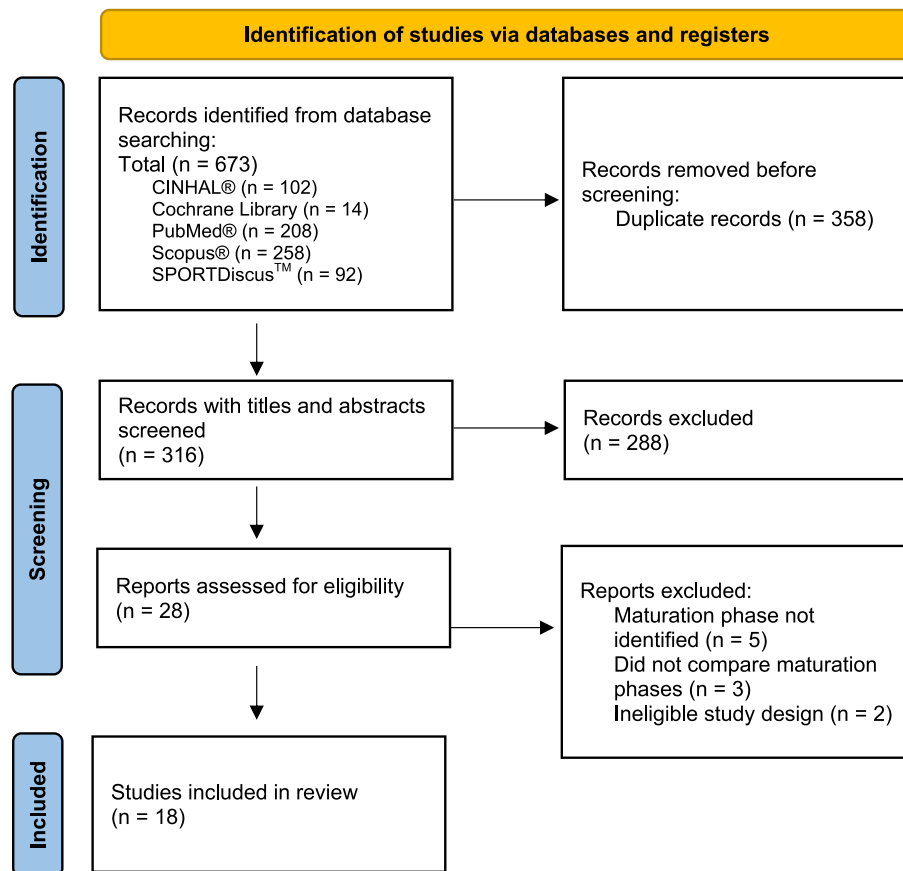 Identification of studies via databases and registers
Identification
Records identified from database
searching:
Total (n = 673)
CINHAL® (n = 102)
Cochrane Library (n = 14)
PubMed® (n = 208)
Scopus® (n = 258)
SPORTDiscus™ (n = 92)
Records removed before
screening:
Duplicate records (n = 358)
Screening
Records with titles and abstracts
screened
(n = 316)
Records excluded
(n = 288)
Reports assessed for eligibility
(n = 28)
Reports excluded:
Maturation phase not
identified (n = 5)
Did not compare maturation
phases (n = 3)
Ineligible study design (n = 2)
Included
Studies included in review
(n = 18)